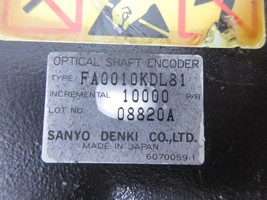 OPTICAL SHAFT ENCODER
TYPE FA0010KDL81
INCREMENTAL 10000 P/R
LOT NO. 08820A
SANYO DENKI CO.,LTD.
MADE IN JAPAN
6070059-1